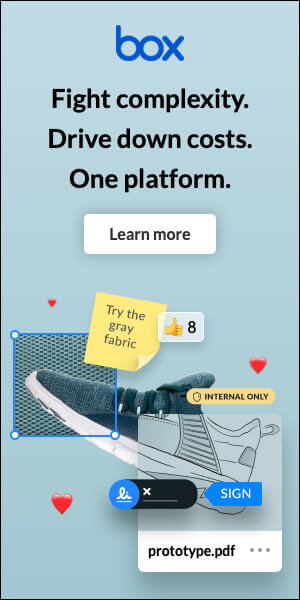 box
Fight complexity.
Drive down costs.
One platform.
Learn more
Try the
gray
fabric
👍 8
INTERNAL ONLY
× SIGN
prototype.pdf